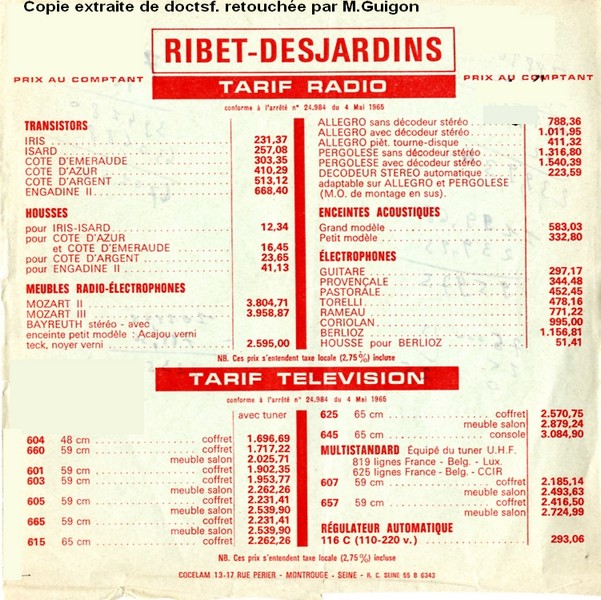 Copie extraite de doctsf. retouchée par M.Guigon
RIBET-DESJARDINS
PRIX AU COMPTANT
PRIX AU COMPTANT
TARIF RADIO
conforme à l'arrêté n° 24.984 du 4 Mai 1965
TRANSISTORS
IRIS 231,37
ISARD 257,08
COTE D'EMERAUDE 303,35
COTE D'AZUR 410,29
COTE D'ARGENT 513,12
ENGADINE II 668,40
HOUSSES
pour IRIS-ISARD 12,34
pour COTE D'AZUR
et COTE D'EMERAUDE 16,45
pour COTE D'ARGENT 23,65
pour ENGADINE II 41,13
MEUBLES RADIO-ÉLECTROPHONES
MOZART II 3.804,71
MOZART III 3.958,87
BAYREUTH stéréo - avec
enceinte petit modèle : Acajou verni
teck, noyer verni 2.595,00
ALLEGRO sans décodeur stéréo 788,36
ALLEGRO avec décodeur stéréo 1.011,95
ALLEGRO piét. tourne-disque 411,32
PERGOLESE sans décodeur stéréo 1.316,80
PERGOLESE avec décodeur stéréo 1.540,39
DECODEUR STEREO automatique 223,59
adaptable sur ALLEGRO et PERGOLESE
(M.O. de montage en sus).
ENCEINTES ACOUSTIQUES
Grand modèle 583,03
Petit modèle 332,80
ÉLECTROPHONES
GUITARE 297,17
PROVENÇALE 344,48
PASTORALE 452,45
TORELLI 478,16
RAMEAU 771,22
CORIOLAN 995,00
BERLIOZ 1.156,81
HOUSSE pour BERLIOZ 51,41
NB. Ces prix s'entendent taxe locale (2,75 %) incluse
TARIF TELEVISION
conforme à l'arrêté n° 24.984 du 4 Mai 1965
avec tuner
604 48 cm coffret 1.696,69
660 59 cm coffret 1.717,22
meuble salon 2.025,71
601 59 cm coffret 1.902,35
603 59 cm coffret 1.953,77
meuble salon 2.262,26
605 59 cm coffret 2.231,41
meuble salon 2.539,90
665 59 cm coffret 2.231,41
meuble salon 2.539,90
615 65 cm coffret 2.262,26
625 65 cm coffret 2.570,75
meuble salon 2.879,24
645 65 cm console 3.084,90
MULTISTANDARD Équipé du tuner U.H.F.
819 lignes France - Belg. - Lux.
625 lignes France - Belg. - CCIR
607 59 cm coffret 2.185,14
meuble salon 2.493,63
657 59 cm coffret 2.416,50
meuble salon 2.724,99
RÉGULATEUR AUTOMATIQUE
116 C (110-220 v.) 293,06
NB. Ces prix s'entendent taxe locale (2,75 %) incluse
COCELAM 13-17 RUE PERIER - MONTROUGE - SEINE - R. C. SEINE 55 B 6343